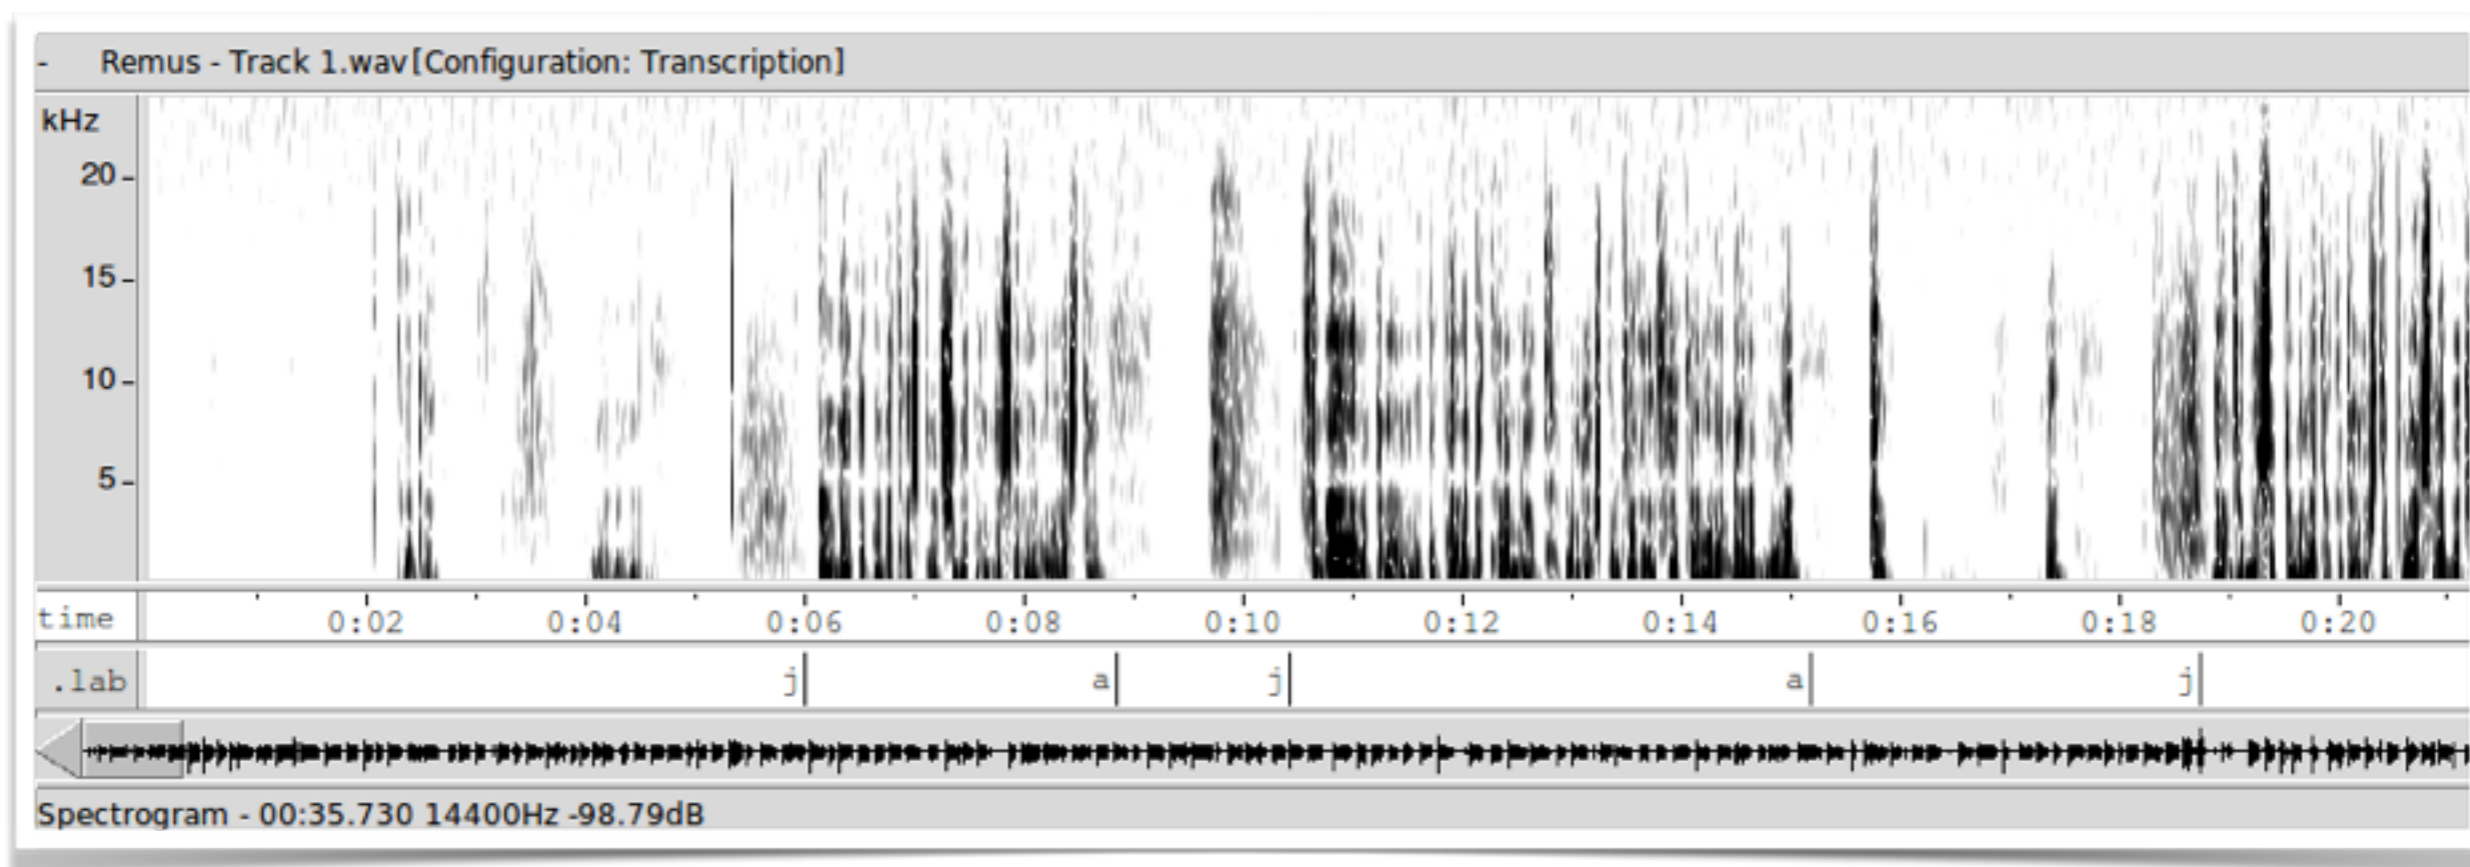 - Remus - Track 1.wav[Configuration: Transcription]
kHz
20
15
10
5
time 0:02 0:04 0:06 0:08 0:10 0:12 0:14 0:16 0:18 0:20
.lab j a j a j
Spectrogram - 00:35.730 14400Hz -98.79dB